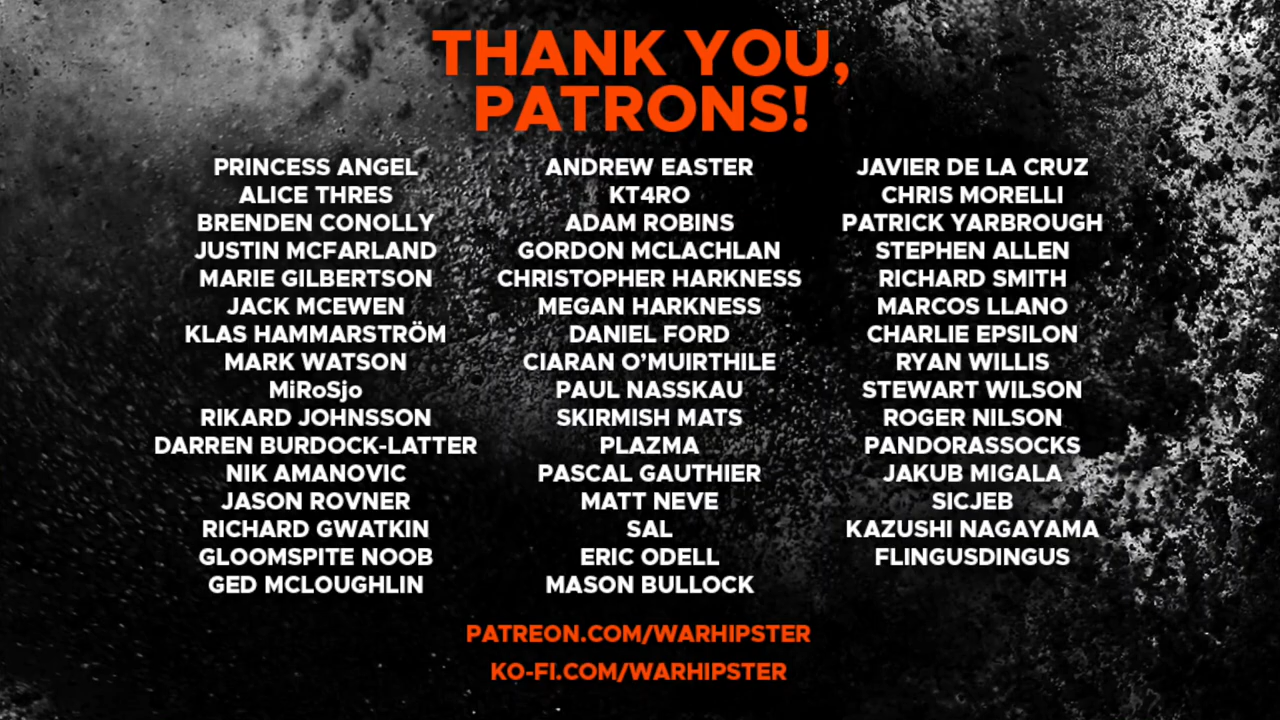 THANK YOU,
PATRONS!
PRINCESS ANGEL
ALICE THRES
BRENDEN CONOLLY
JUSTIN MCFARLAND
MARIE GILBERTSON
JACK MCEWEN
KLAS HAMMARSTRÖM
MARK WATSON
MiRoSjo
RIKARD JOHNSSON
DARREN BURDOCK-LATTER
NIK AMANOVIC
JASON ROVNER
RICHARD GWATKIN
GLOOMSPITE NOOB
GED MCLOUGHLIN
ANDREW EASTER
KT4RO
ADAM ROBINS
GORDON MCLACHLAN
CHRISTOPHER HARKNESS
MEGAN HARKNESS
DANIEL FORD
CIARAN O’MUIRTHILE
PAUL NASSKAU
SKIRMISH MATS
PLAZMA
PASCAL GAUTHIER
MATT NEVE
SAL
ERIC ODELL
MASON BULLOCK
JAVIER DE LA CRUZ
CHRIS MORELLI
PATRICK YARBROUGH
STEPHEN ALLEN
RICHARD SMITH
MARCOS LLANO
CHARLIE EPSILON
RYAN WILLIS
STEWART WILSON
ROGER NILSON
PANDORASSOCKS
JAKUB MIGALA
SICJEB
KAZUSHI NAGAYAMA
FLINGUSDINGUS
PATREON.COM/WARHIPSTER
KO-FI.COM/WARHIPSTER